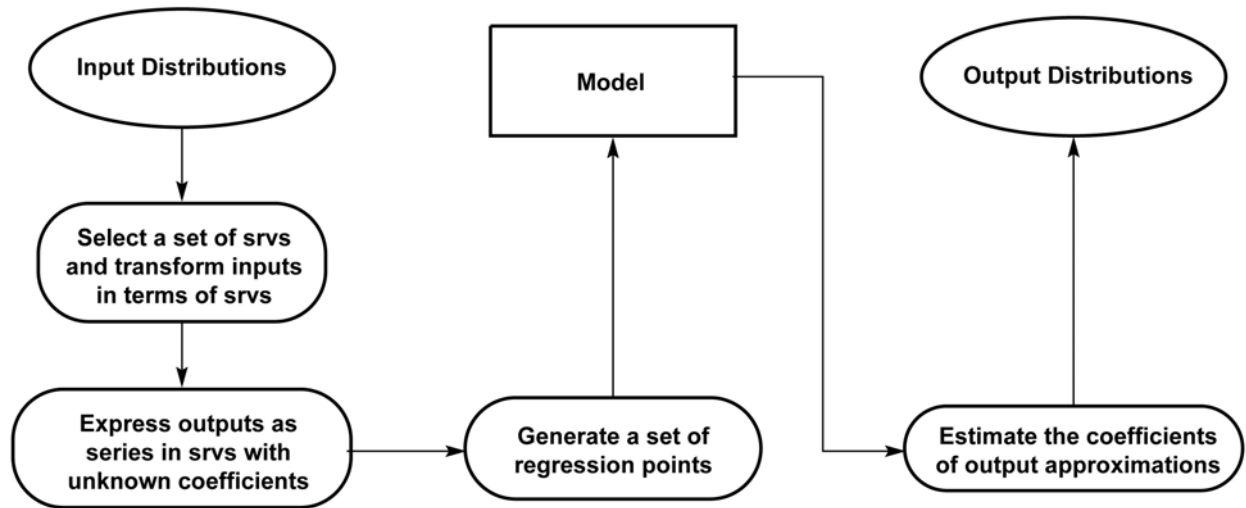 Input Distributions
Select a set of srvs
and transform inputs
in terms of srvs
Express outputs as
series in srvs with
unknown coefficients
Generate a set of
regression points
Model
Estimate the coefficients
of output approximations
Output Distributions